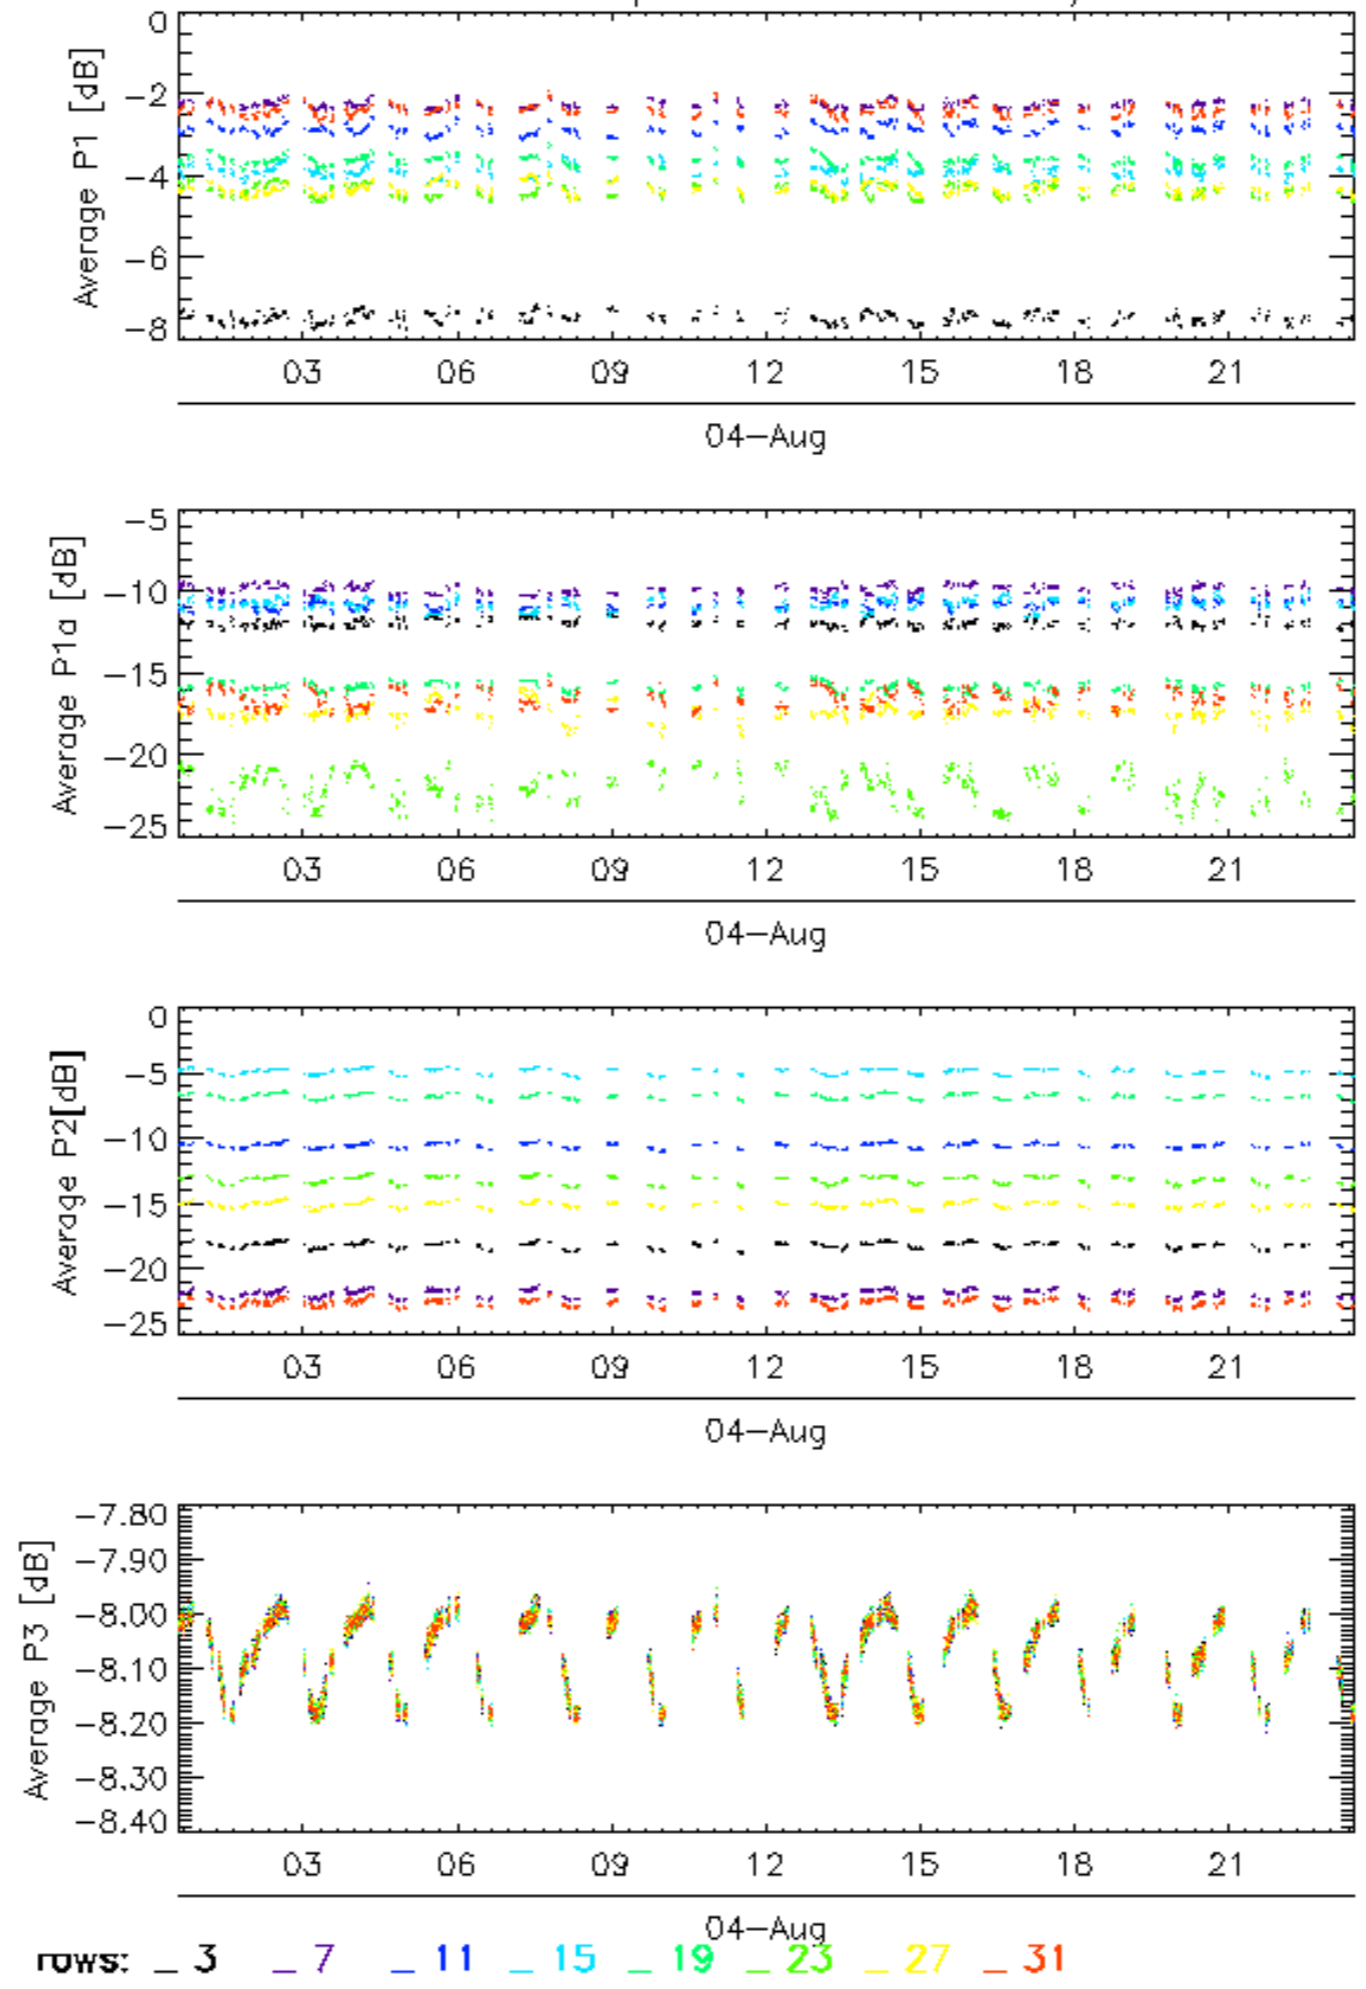 0
−2
−4
−6
−8
Average P1 [dB]
03 06 09 12 15 18 21
04−Aug
−5
−10
−15
−20
−25
Average P1a [dB]
03 06 09 12 15 18 21
04−Aug
0
−5
−10
−15
−20
−25
Average P2[dB]
03 06 09 12 15 18 21
04−Aug
−7.80
−7.90
−8.00
−8.10
−8.20
−8.30
−8.40
Average P3 [dB]
03 06 09 12 15 18 21
04−Aug
rows: _ 3 _ 7 _ 11 _ 15 _ 19 _ 23 _ 27 _ 31